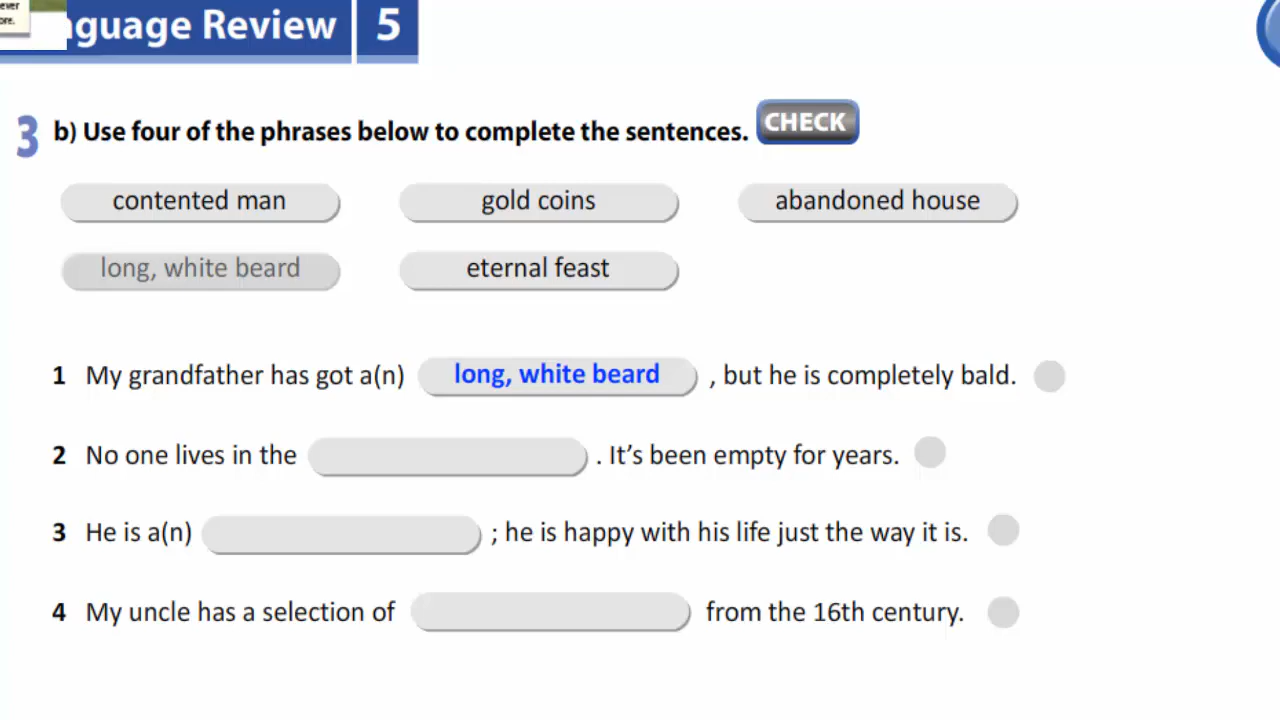 ever
ore.
nguage Review 5
3 b) Use four of the phrases below to complete the sentences. CHECK
contented man gold coins abandoned house
long, white beard eternal feast
1 My grandfather has got a(n) long, white beard , but he is completely bald.
2 No one lives in the . It’s been empty for years.
3 He is a(n) ; he is happy with his life just the way it is.
4 My uncle has a selection of from the 16th century.